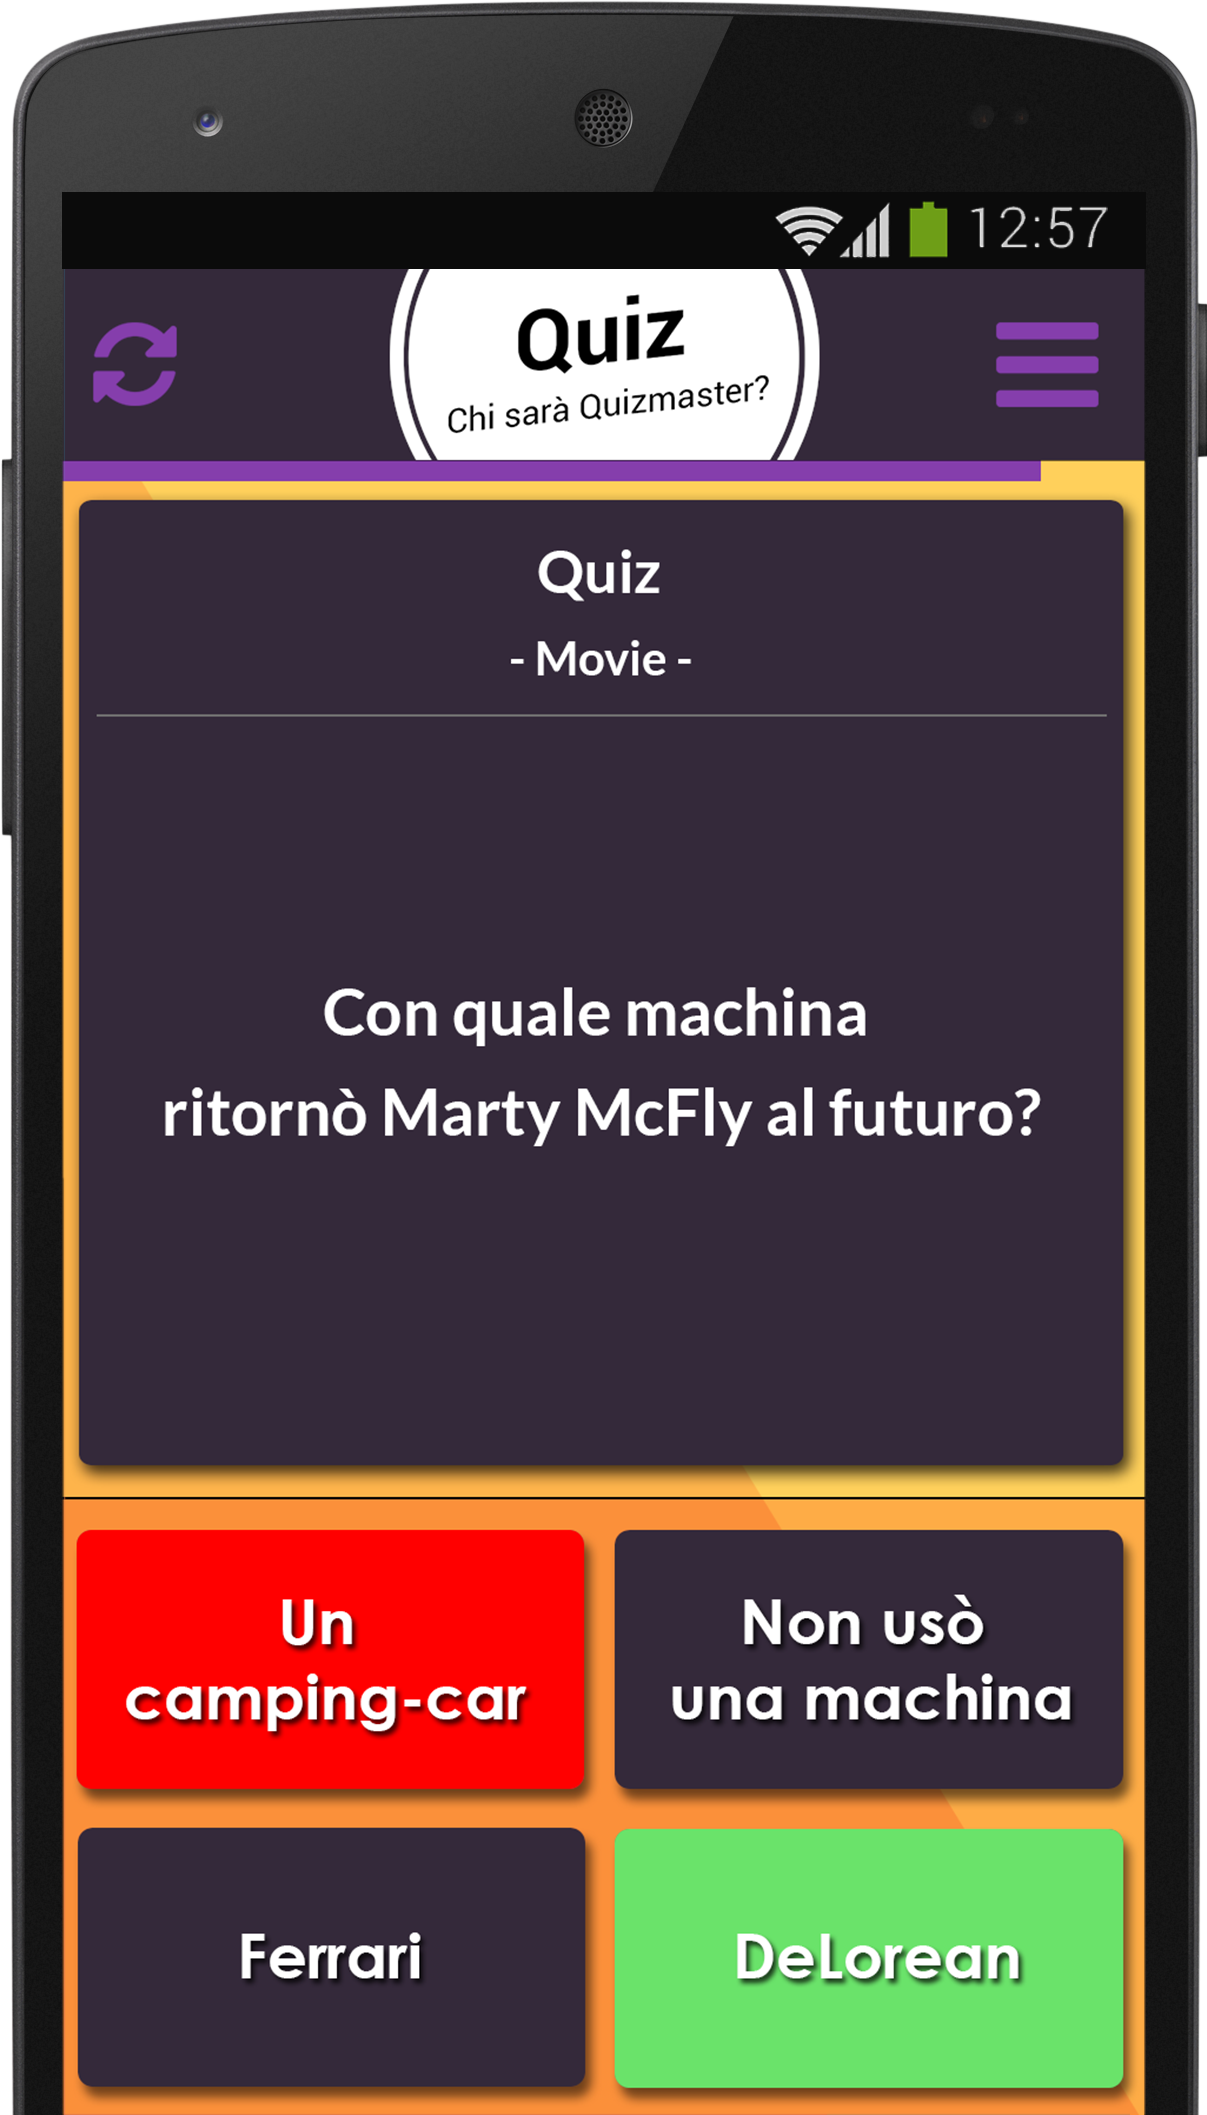 12:57
Quiz
Chi sarà Quizmaster?
Quiz
- Movie -
Con quale machina
ritornò Marty McFly al futuro?
Un
camping-car
Non usò
una machina
Ferrari
DeLorean